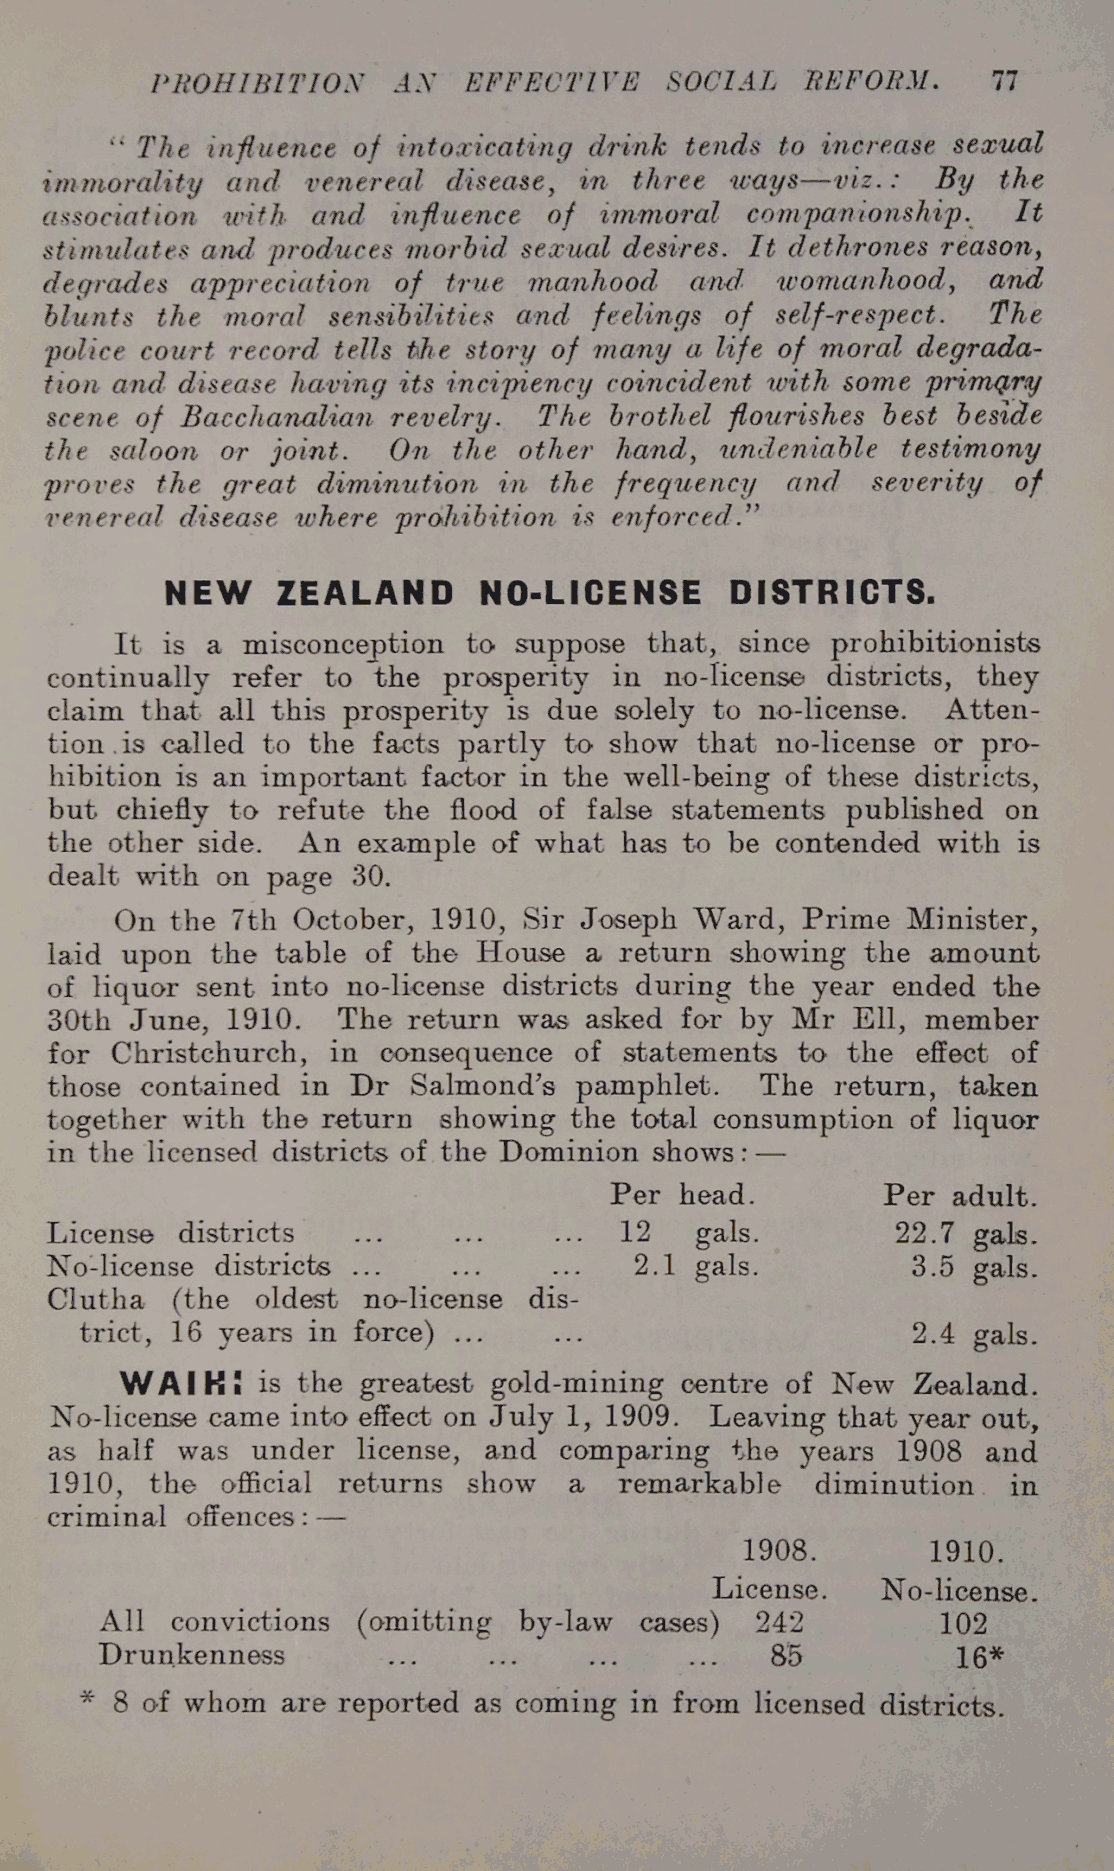 PROHIBITION AN EFFECTIVE SOCIAL REFORM. 77
“ The influence of intoxicating drink tends to increase sexual
immorality and venereal disease, in three ways—viz.: By the
association with and influence of immoral companionship. It
stimulates and produces morbid sexual desires. It dethrones reason,
degrades appreciation of true manhood and womanhood, and
blunts the moral sensibilities and feelings of self-respect. The
police court record tells the story of many a life of moral degrada-
tion and disease having its incipiency coincident with some primary
scene of Bacchanalian revelry. The brothel flourishes best beside
the saloon or joint. On the other hand, undeniable testimony
proves the great diminution in the frequency and severity of
venereal disease where prohibition is enforced.”
NEW ZEALAND NO-LICENSE DISTRICTS.
It is a misconception to suppose that, since prohibitionists
continually refer to the prosperity in no-license districts, they
claim that all this prosperity is due solely to no-license. Atten-
tion is called to the facts partly to show that no-license or pro-
hibition is an important factor in the well-being of these districts,
but chiefly to refute the flood of false statements published on
the other side. An example of what has to be contended with is
dealt with on page 30.
On the 7th October, 1910, Sir Joseph Ward, Prime Minister,
laid upon the table of the House a return showing the amount
of liquor sent into no-license districts during the year ended the
30th June, 1910. The return was asked for by Mr Ell, member
for Christchurch, in consequence of statements to the effect of
those contained in Dr Salmond’s pamphlet. The return, taken
together with the return showing the total consumption of liquor
in the licensed districts of the Dominion shows:—
Per head. Per adult.
License districts ... ... ... 12 gals. 22.7 gals.
No-license districts ... ... ... 2.1 gals. 3.5 gals.
Clutha (the oldest no-license dis-
trict, 16 years in force) ... ... 2.4 gals.
WAIHI is the greatest gold-mining centre of New Zealand.
No-license came into effect on July 1, 1909. Leaving that year out,
as half was under license, and comparing the years 1908 and
1910, the official returns show a remarkable diminution in
criminal offences:—
1908. 1910.
License. No-license.
All convictions (omitting by-law cases) 242 102
Drunkenness ... ... ... ... 85 16*
* 8 of whom are reported as coming in from licensed districts.